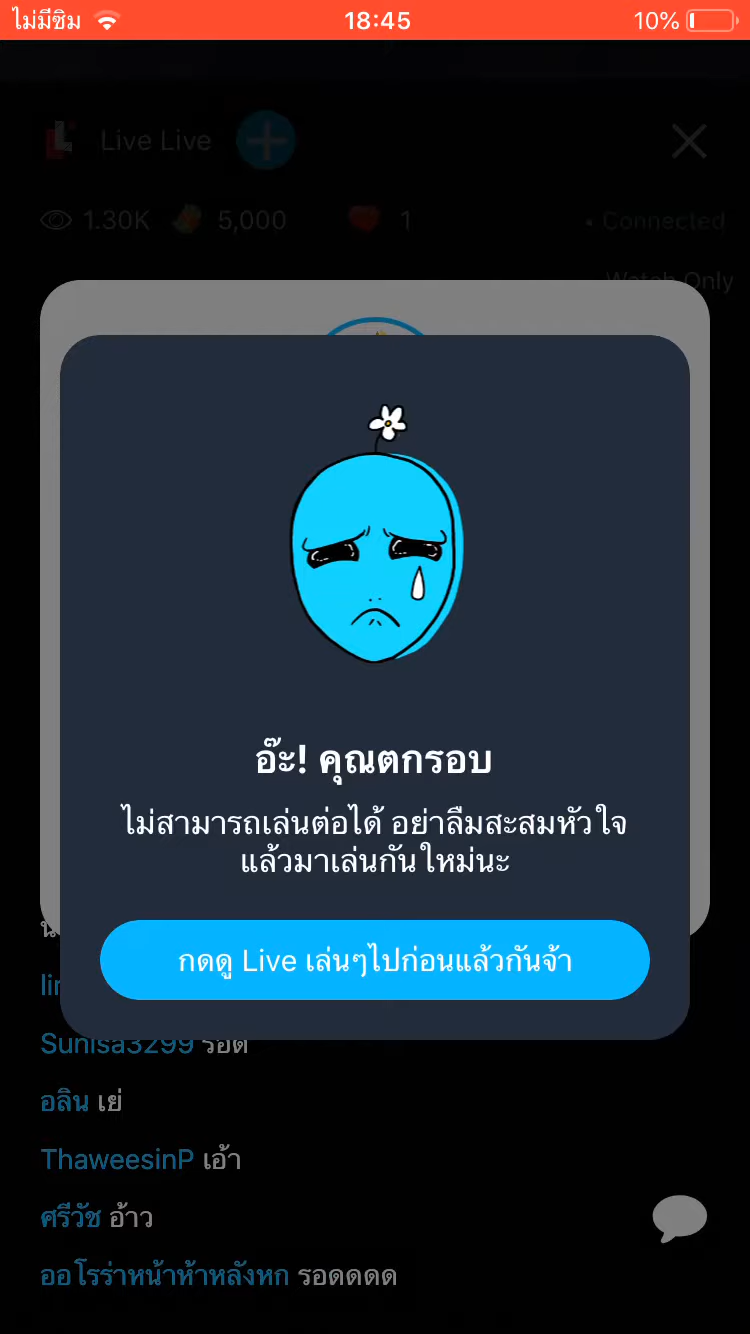 ไม่มีซิม 18:45 10%
Live Live
1.30K 5,000 1 • Connected
Watch Only
อ๊ะ! คุณตกรอบ
ไม่สามารถเล่นต่อได้ อย่าลืมสะสมหัวใจ
แล้วมาเล่นกันใหม่นะ
กดดู Live เล่นๆไปก่อนแล้วกันจ้า
Sunisa3299 รอด
อลิน เย่
ThaweesinP เอ้า
ศรีวัช อ้าว
ออโรร่าหน้าห้าหลังหก รอดดดด